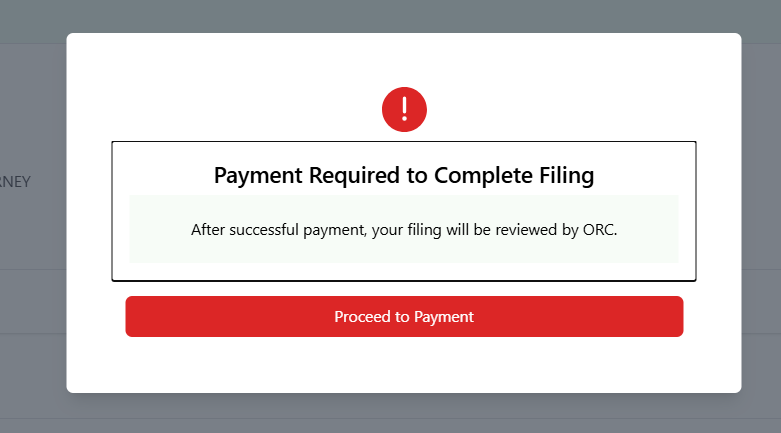 RNEY
Payment Required to Complete Filing
After successful payment, your filing will be reviewed by ORC.
Proceed to Payment